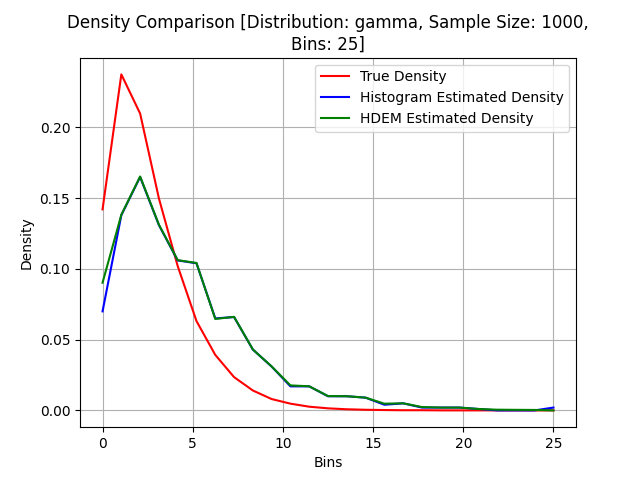 Density Comparison [Distribution: gamma, Sample Size: 1000,
Bins: 25]
True Density
Histogram Estimated Density
HDEM Estimated Density
Density
0.20
0.15
0.10
0.05
0.00
0 5 10 15 20 25
Bins